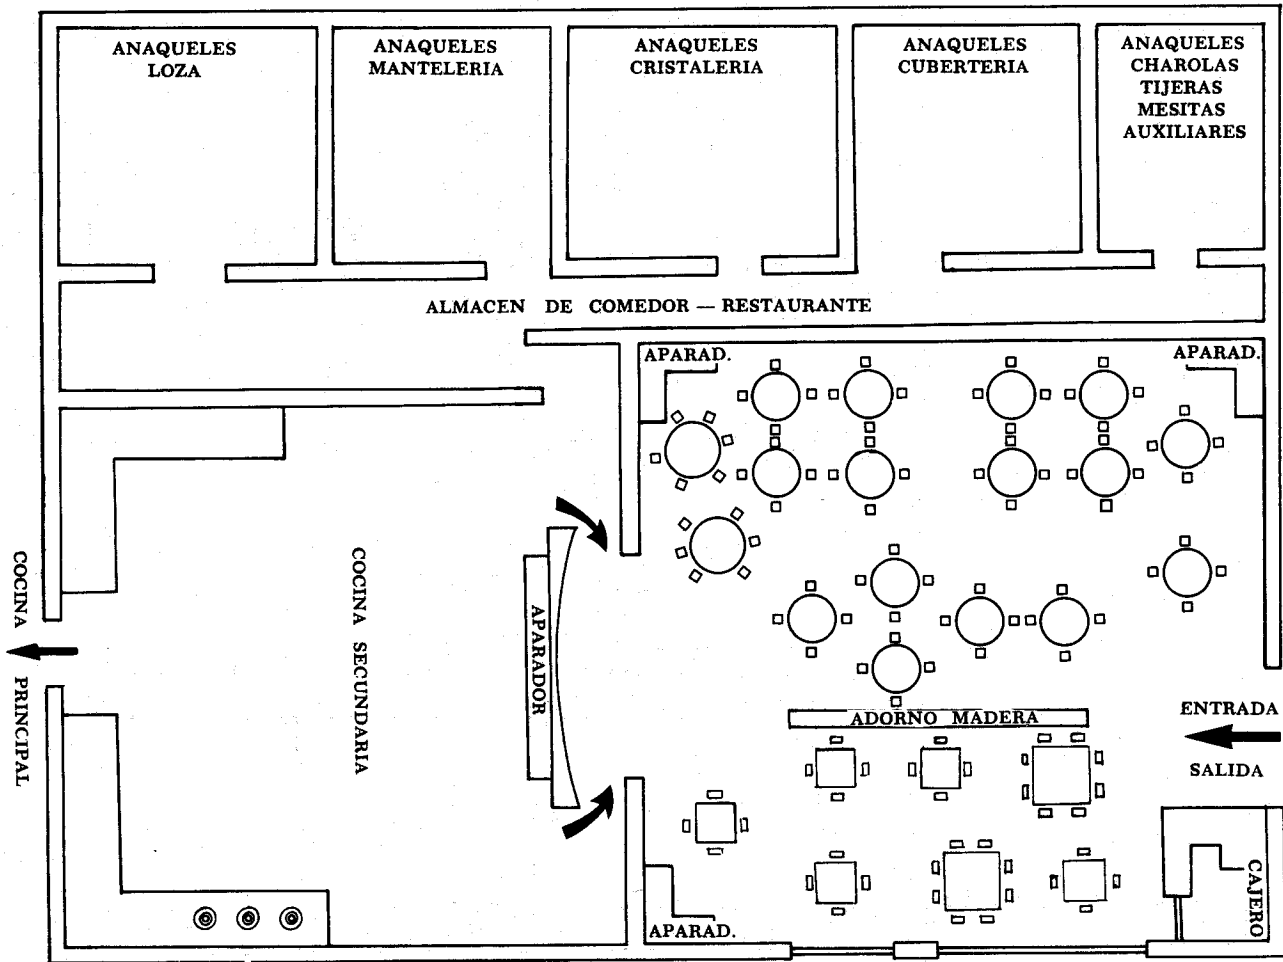 ANAQUELES
LOZA
ANAQUELES
MANTELERIA
ANAQUELES
CRISTALERIA
ANAQUELES
CUBERTERIA
ANAQUELES
CHAROLAS
TIJERAS
MESITAS
AUXILIARES
ALMACEN DE COMEDOR — RESTAURANTE
APARAD.
APARAD.
COCINA PRINCIPAL
COCINA SECUNDARIA
APARADOR
ADORNO MADERA
ENTRADA
SALIDA
CAJERO
APARAD.